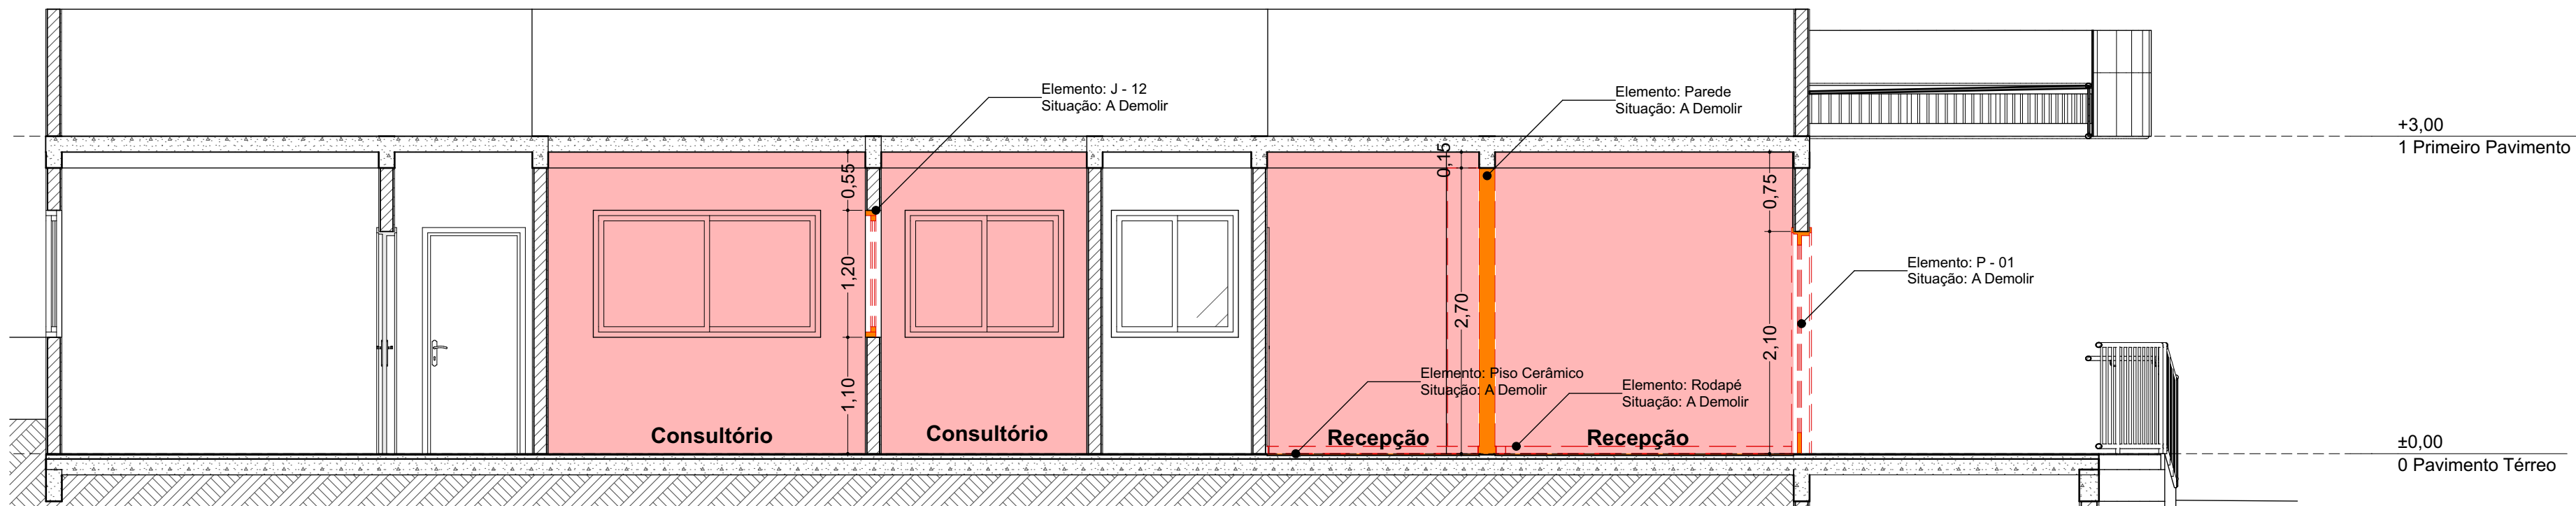 Elemento: J - 12
Situação: A Demolir
Elemento: Parede
Situação: A Demolir
+3,00
1 Primeiro Pavimento
0,55
0,15
0,75
1,20
2,70
Elemento: P - 01
Situação: A Demolir
2,10
1,10
Elemento: Piso Cerâmico
Situação: A Demolir
Elemento: Rodapé
Situação: A Demolir
Consultório
Consultório
Recepção
Recepção
±0,00
0 Pavimento Térreo